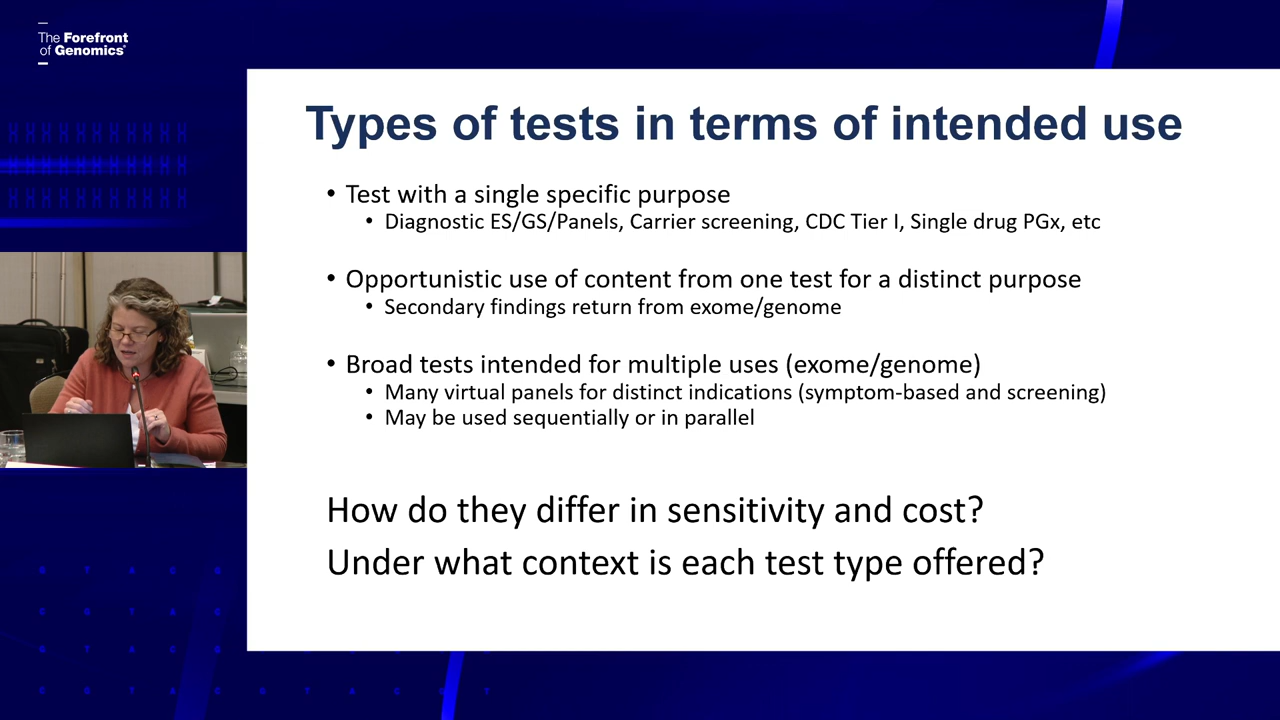 The Forefront
of Genomics®
Types of tests in terms of intended use
• Test with a single specific purpose
• Diagnostic ES/GS/Panels, Carrier screening, CDC Tier I, Single drug PGx, etc
• Opportunistic use of content from one test for a distinct purpose
• Secondary findings return from exome/genome
• Broad tests intended for multiple uses (exome/genome)
• Many virtual panels for distinct indications (symptom-based and screening)
• May be used sequentially or in parallel
How do they differ in sensitivity and cost?
Under what context is each test type offered?